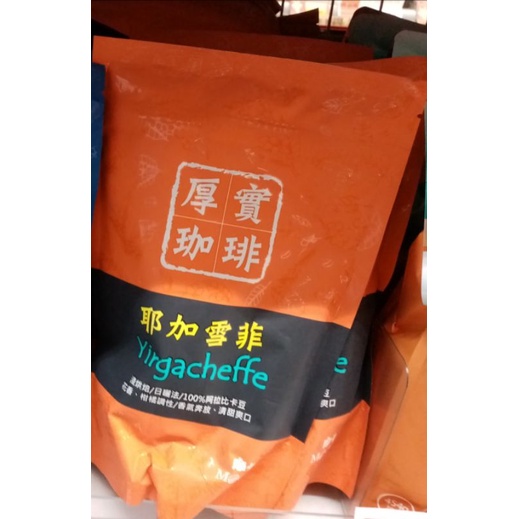 厚實
珈琲
耶加雪非
Yirgacheffe
淺烘焙/日曬法/100%阿拉比卡豆
花香、柑橘調性/香氣奔放、清甜爽口